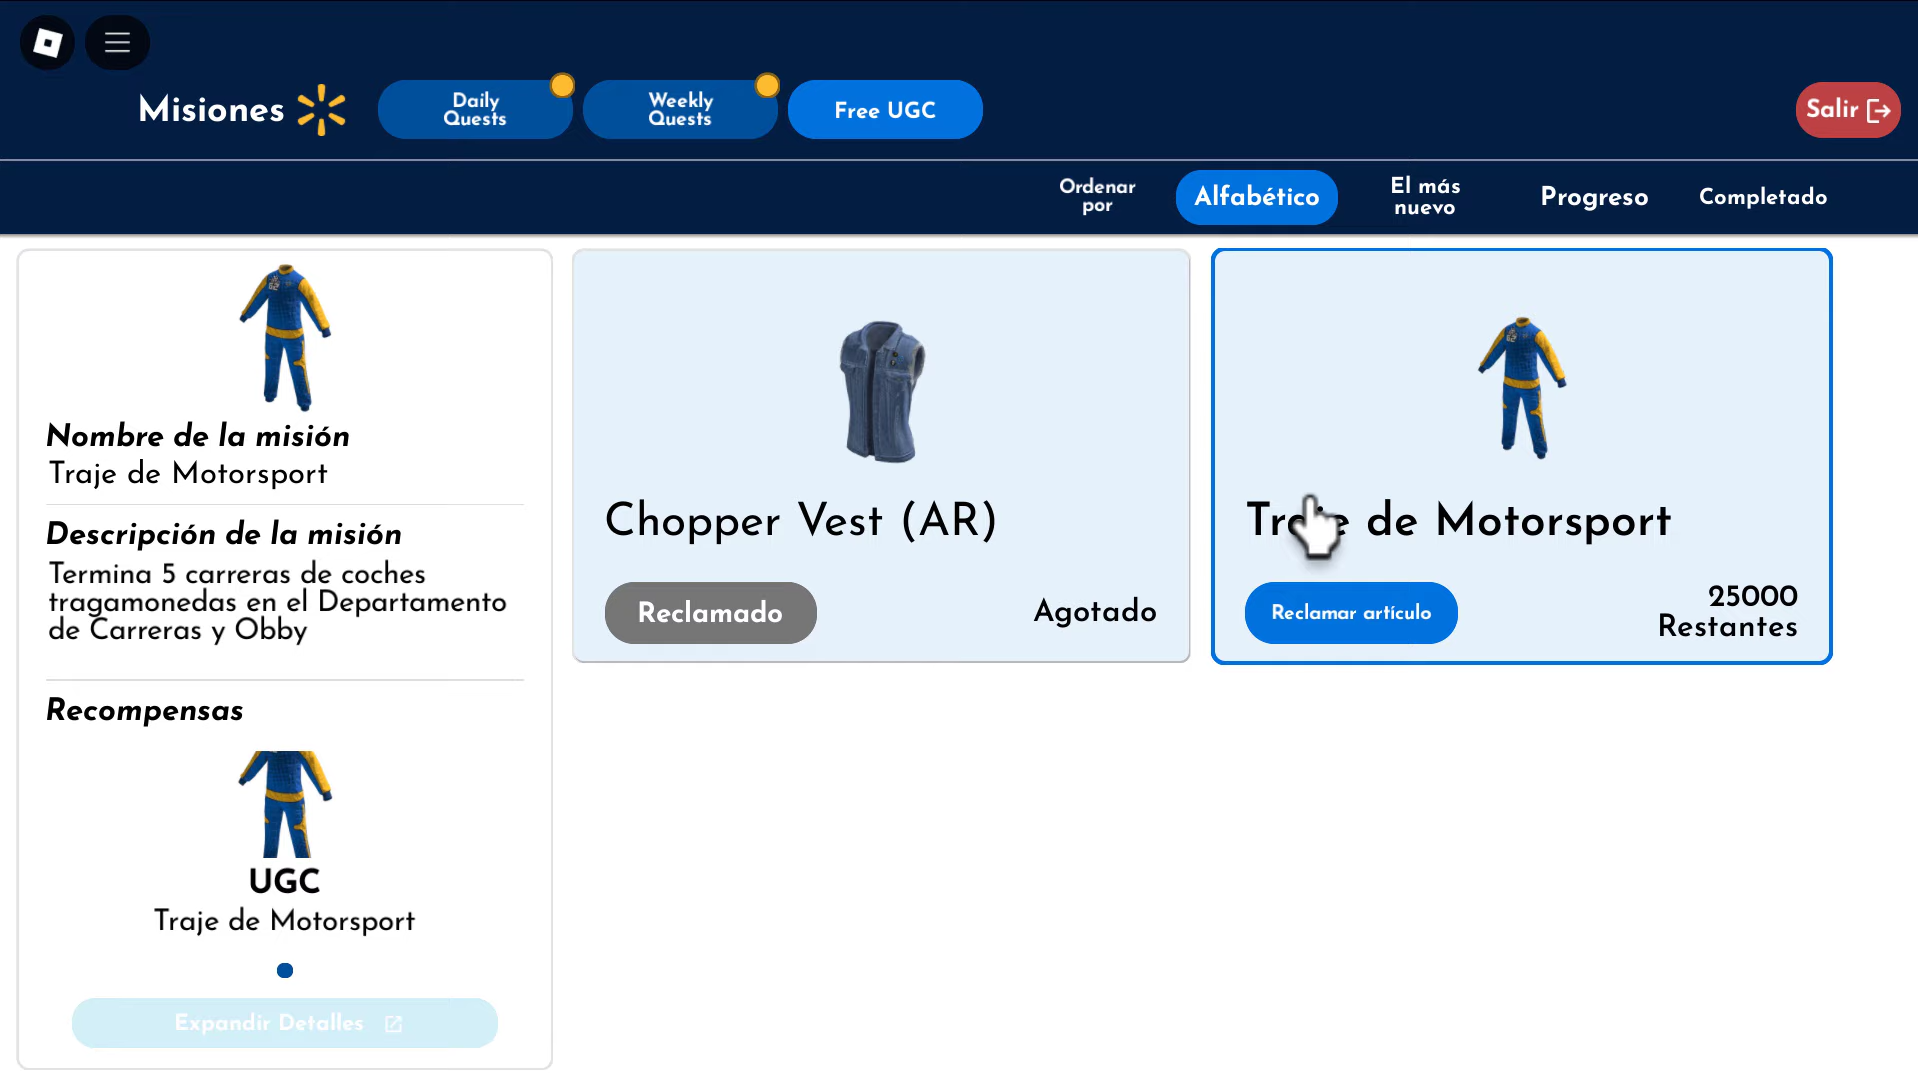 Misiones
Daily
Quests
Weekly
Quests
Free UGC
Salir
Ordenar
por
Alfabético
El más
nuevo
Progreso
Completado
Nombre de la misión
Traje de Motorsport
Descripción de la misión
Termina 5 carreras de coches
tragamonedas en el Departamento
de Carreras y Obby
Recompensas
UGC
Traje de Motorsport
Expandir Detalles
Chopper Vest (AR)
Reclamado
Agotado
Traje de Motorsport
Reclamar artículo
25000
Restantes